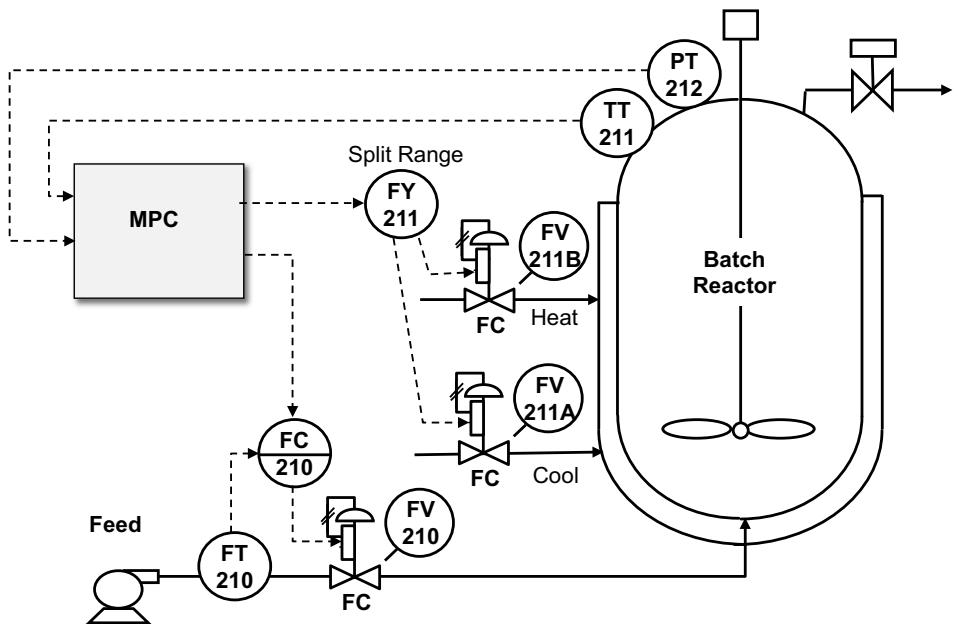 PT
212
TT
211
Split Range
MPC
FY
211
FV
211B
Batch
Reactor
FC
Heat
FV
211A
FC
210
FC
Cool
Feed
FV
210
FT
210
FC